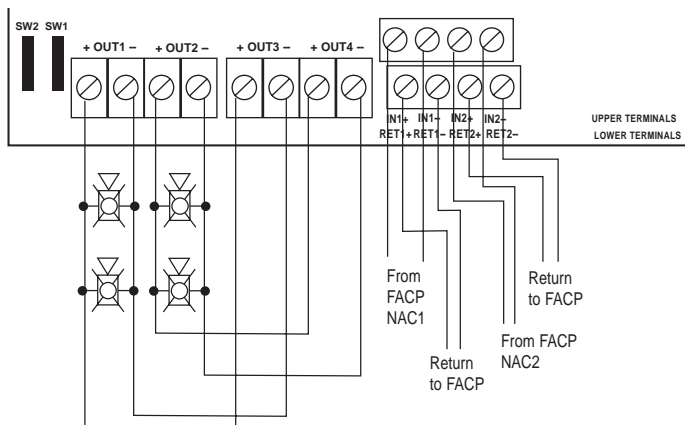 SW2 SW1
+ OUT1 – + OUT2 – + OUT3 – + OUT4 –
IN1+ IN1– IN2+ IN2–
RET1+ RET1– RET2+ RET2–
UPPER TERMINALS
LOWER TERMINALS
From
FACP
NAC1
Return
to FACP
From FACP
NAC2
Return
to FACP